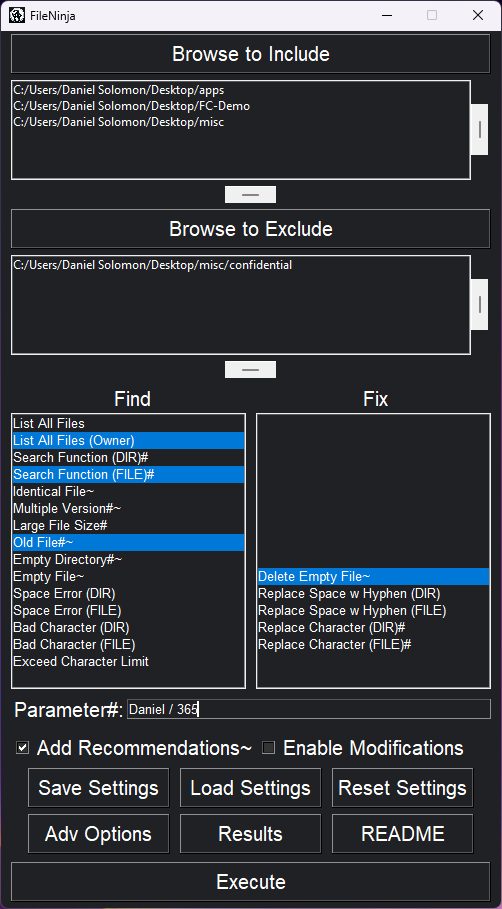 FileNinja
Browse to Include
C:/Users/Daniel Solomon/Desktop/apps
C:/Users/Daniel Solomon/Desktop/FC-Demo
C:/Users/Daniel Solomon/Desktop/misc
Browse to Exclude
C:/Users/Daniel Solomon/Desktop/misc/confidential
Find
List All Files
List All Files (Owner)
Search Function (DIR)#
Search Function (FILE)#
Identical File~
Multiple Version#~
Large File Size#
Old File#~
Empty Directory#~
Empty File~
Space Error (DIR)
Space Error (FILE)
Bad Character (DIR)
Bad Character (FILE)
Exceed Character Limit
Fix
Delete Empty File~
Replace Space w Hyphen (DIR)
Replace Space w Hyphen (FILE)
Replace Character (DIR)#
Replace Character (FILE)#
Parameter#: Daniel / 365
Add Recommendations~ Enable Modifications
Save Settings Load Settings Reset Settings
Adv Options Results README
Execute